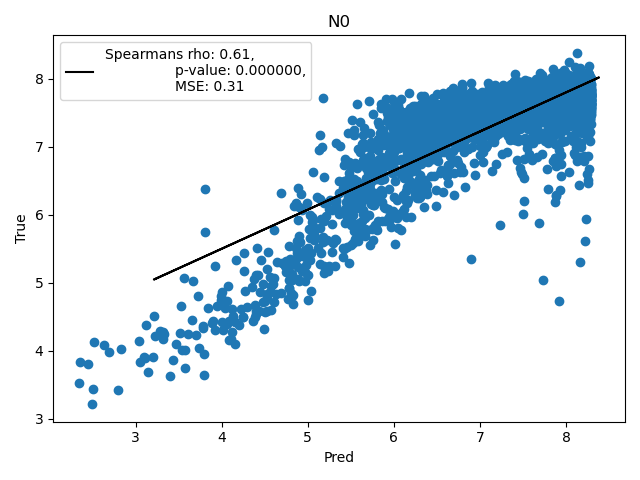 N0
Spearmans rho: 0.61,
p-value: 0.000000,
MSE: 0.31
True
8
7
6
5
4
3
3 4 5 6 7 8
Pred